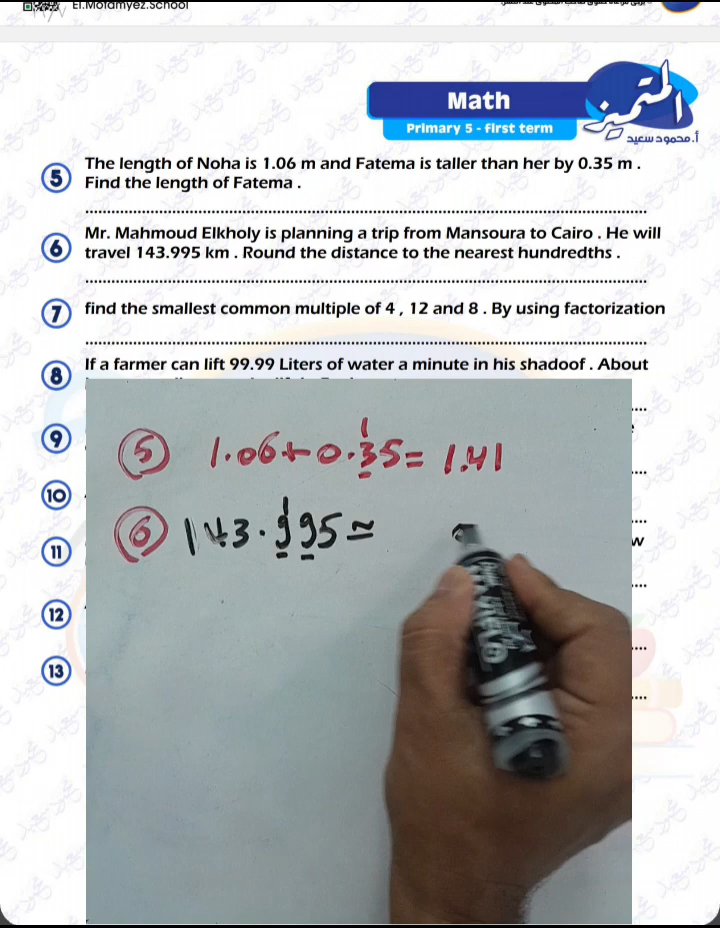 El.Motamyez.School
Math
Primary 5 - first term
المتميز
أ.محمود سعيد
5 The length of Noha is 1.06 m and Fatema is taller than her by 0.35 m .
Find the length of Fatema .
6 Mr. Mahmoud Elkholy is planning a trip from Mansoura to Cairo . He will
travel 143.995 km . Round the distance to the nearest hundredths .
7 find the smallest common multiple of 4 , 12 and 8 . By using factorization
8 If a farmer can lift 99.99 Liters of water a minute in his shadoof . About
9
10
11
12
13
5 1.06+0.35= 1.41
6 143.995≃